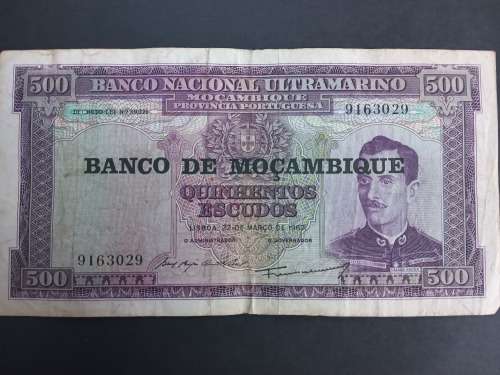 500 BANCO NACIONAL ULTRAMARINO 500
MOÇAMBIQUE
PROVINCIA PORTUGUESA
9163029
BANCO DE MOÇAMBIQUE
QUINHENTOS
ESCUDOS
LISBOA, 22 DE MARÇO DE 1967
O ADMINISTRADOR O GOVERNADOR
9163029
500 500